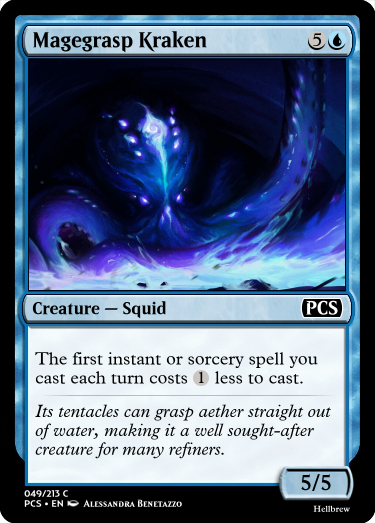 Magegrasp Kraken 5
Creature — Squid PCS
The first instant or sorcery spell you
cast each turn costs 1 less to cast.
Its tentacles can grasp aether straight out
of water, making it a well sought-after
creature for many refiners.
5/5
049/213 C
PCS • EN Alessandra Benetazzo
Hellbrew